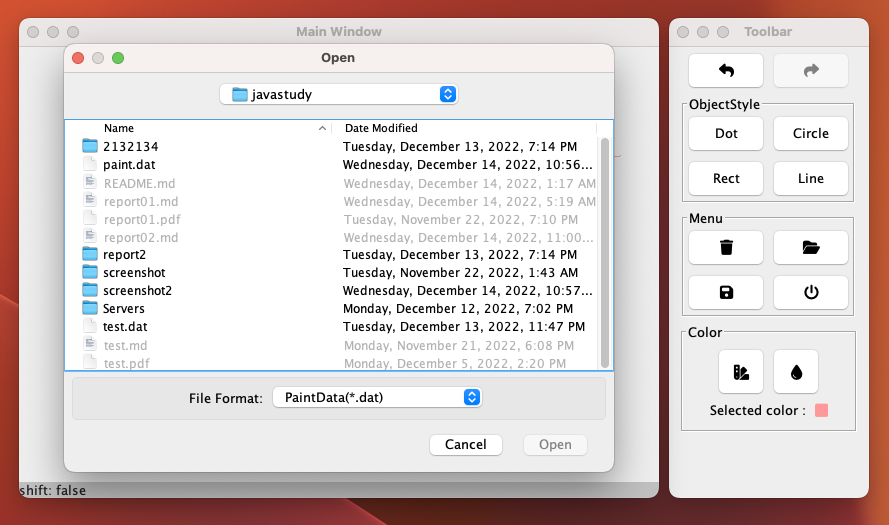 Main Window
Toolbar
Open
javastudy
Name Date Modified
2132134 Tuesday, December 13, 7:14 PM
paint.dat Wednesday, December 14, 2022, 10:56...
README.md Wednesday, December 14, 2022, 1:17 AM
report01.md Wednesday, December 14, 2022, 5:19 AM
report01.pdf Tuesday, November 22, 2022, 7:10 PM
report02.md Wednesday, December 14, 2022, 11:00...
report2 Tuesday, December 13, 2022, 7:14 PM
screenshot Tuesday, November 22, 2022, 1:43 AM
screenshot2 Wednesday, December 14, 2022, 10:57...
Servers Monday, December 12, 2022, 7:02 PM
test.dat Tuesday, December 13, 2022, 11:47 PM
test.md Monday, November 21, 2022, 6:08 PM
test.pdf Monday, December 5, 2022, 2:20 PM
File Format: PaintData(*.dat)
Cancel Open
shift: false
ObjectStyle
Dot Circle
Rect Line
Menu
Color
Selected color :